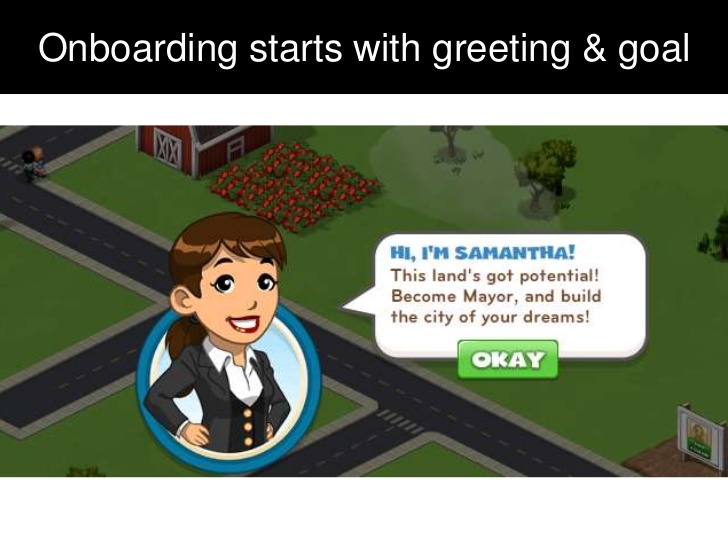 Onboarding starts with greeting & goal
HI, I'M SAMANTHA!
This land's got potential!
Become Mayor, and build
the city of your dreams!
OKAY